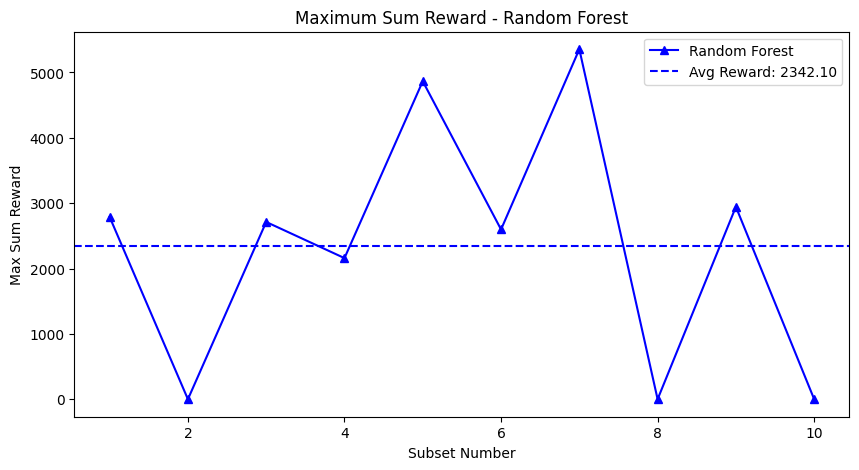 Maximum Sum Reward - Random Forest
Random Forest
Avg Reward: 2342.10
Max Sum Reward
5000
4000
3000
2000
1000
0
2
4
6
8
10
Subset Number